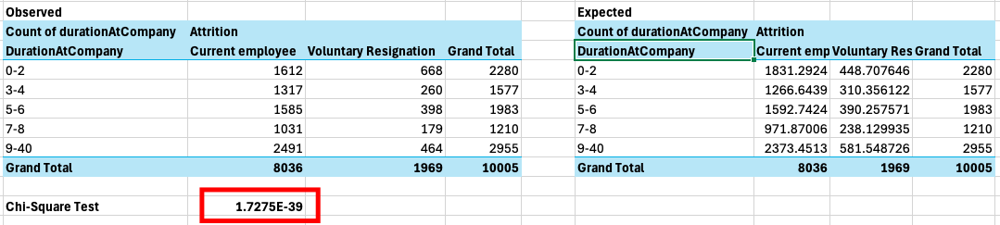 Observed Expected
Count of durationAtCompany Attrition Count of durationAtCompany Attrition
DurationAtCompany Current employee Voluntary Resignation Grand Total DurationAtCompany Current emp Voluntary Res Grand Total
0-2 1612 668 2280 0-2 1831.2924 448.707646 2280
3-4 1317 260 1577 3-4 1266.6439 310.356122 1577
5-6 1585 398 1983 5-6 1592.7424 390.257571 1983
7-8 1031 179 1210 7-8 971.87006 238.129935 1210
9-40 2491 464 2955 9-40 2373.4513 581.548726 2955
Grand Total 8036 1969 10005 Grand Total 8036 1969 10005
Chi-Square Test 1.7275E-39